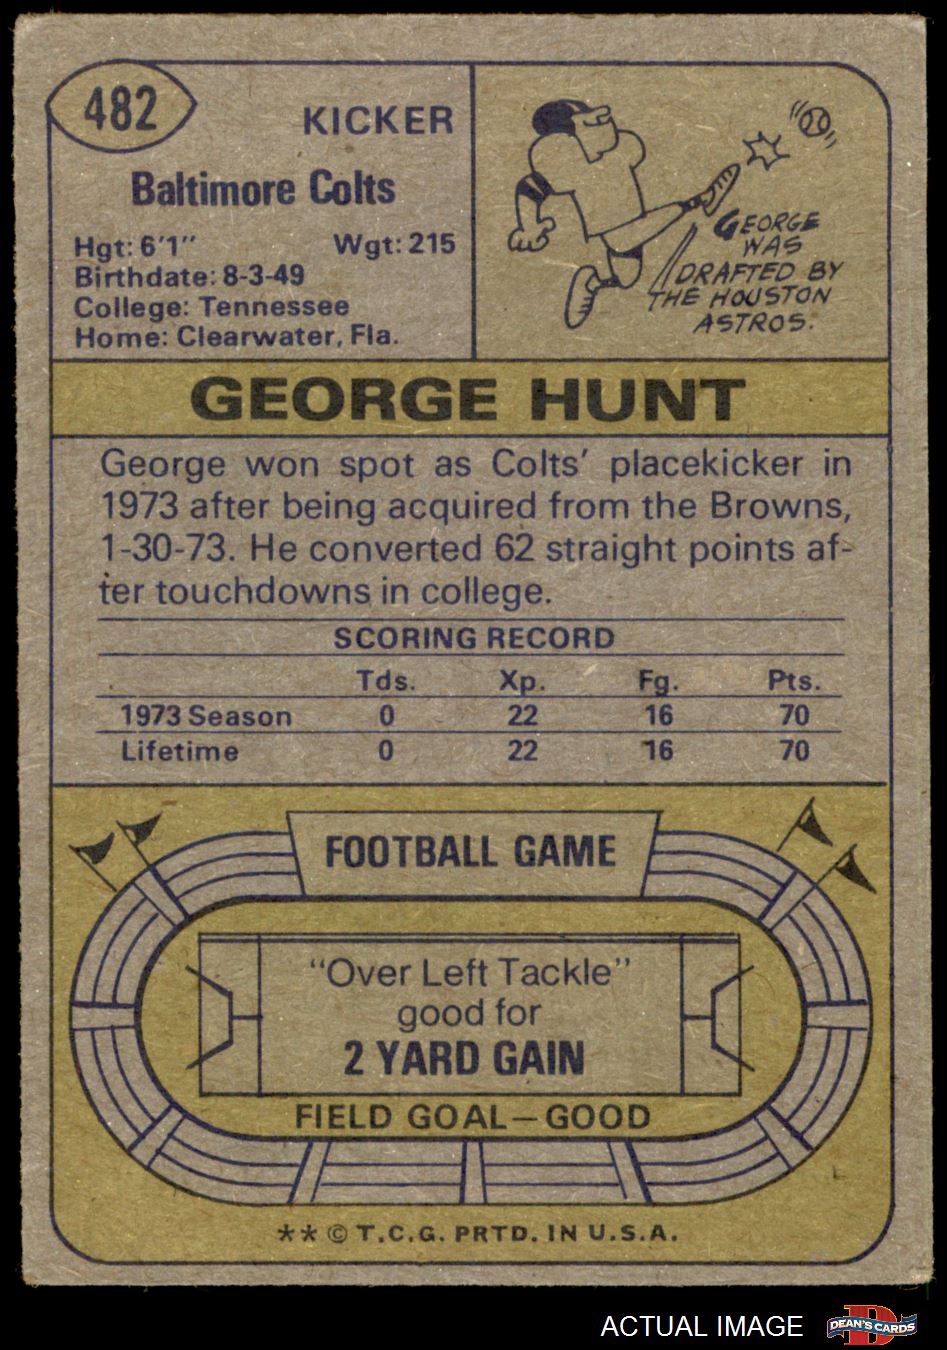 482
KICKER
Baltimore Colts
Hgt: 6'1" Wgt: 215
Birthdate: 8-3-49
College: Tennessee
Home: Clearwater, Fla.
GEORGE
WAS
DRAFTED BY
THE HOUSTON
ASTROS.
GEORGE HUNT
George won spot as Colts' placekicker in
1973 after being acquired from the Browns,
1-30-73. He converted 62 straight points af-
ter touchdowns in college.
SCORING RECORD
Tds. Xp. Fg. Pts.
1973 Season 0 22 16 70
Lifetime 0 22 16 70
FOOTBALL GAME
"Over Left Tackle"
good for
2 YARD GAIN
FIELD GOAL—GOOD
** © T.C.G. PRTD. IN U.S.A.
ACTUAL IMAGE
D
DEAN'S CARDS